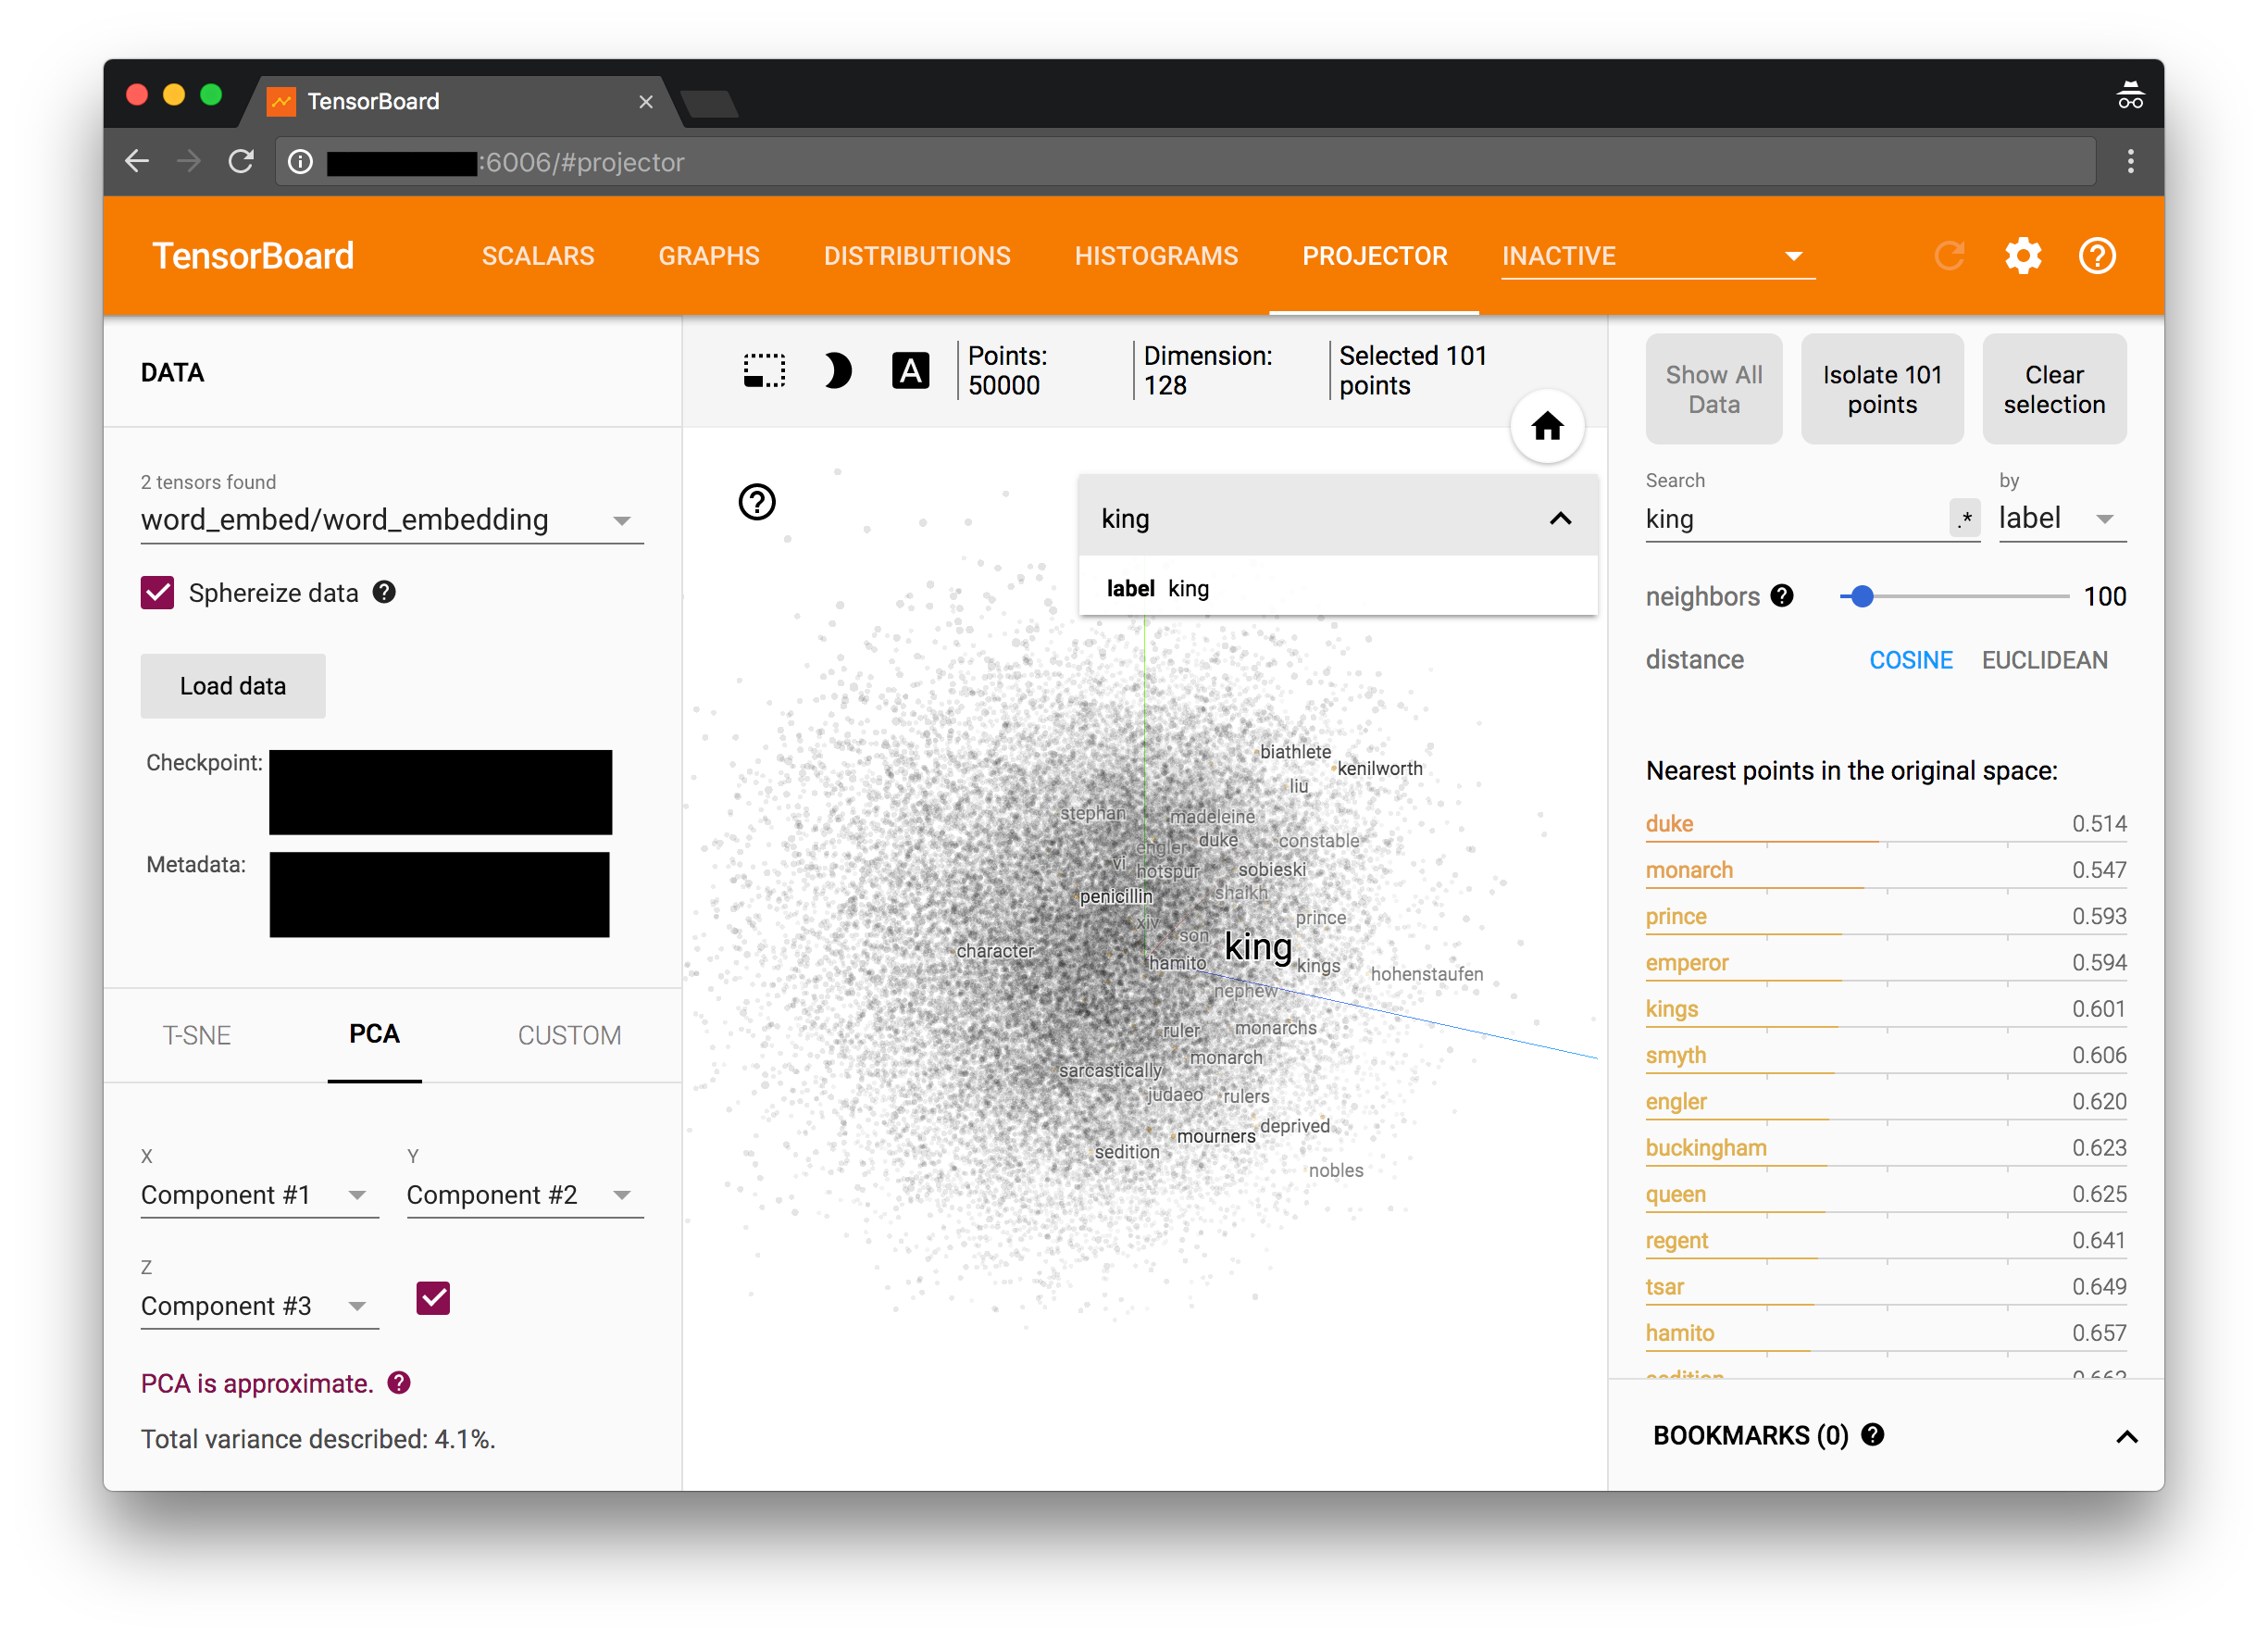 TensorBoard
:6006/#projector
TensorBoard
SCALARS
GRAPHS
DISTRIBUTIONS
HISTOGRAMS
PROJECTOR
INACTIVE
DATA
2 tensors found
word_embed/word_embedding
Sphereize data
Load data
Checkpoint:
Metadata:
T-SNE
PCA
CUSTOM
X
Component #1
Y
Component #2
Z
Component #3
PCA is approximate.
Total variance described: 4.1%.
A
Points:
50000
Dimension:
128
Selected 101
points
king
label king
biathlete
kenilworth
liu
stephan
madeleine
engler
duke
constable
vi
hotspur
sobieski
shaikh
penicillin
xiv
prince
son
king
character
hamito
kings
hohenstaufen
nephew
ruler
monarchs
monarch
sarcastically
judaeo
rulers
deprived
mourners
sedition
nobles
Show All
Data
Isolate 101
points
Clear
selection
Search
king
.*
by
label
neighbors
100
distance
COSINE
EUCLIDEAN
Nearest points in the original space:
duke 0.514
monarch 0.547
prince 0.593
emperor 0.594
kings 0.601
smyth 0.606
engler 0.620
buckingham 0.623
queen 0.625
regent 0.641
tsar 0.649
hamito 0.657
BOOKMARKS (0)